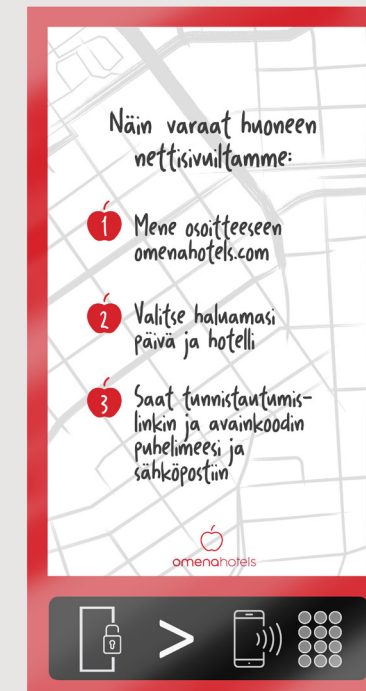 Näin varaat huoneen
nettisivuiltamme:
1 Mene osoitteeseen
omenahotels.com
2 Valitse haluamasi
päivä ja hotelli
3 Saat tunnistautumis-
linkin ja avainkoodin
puhelimeesi ja
sähköpostiin
omenahotels
>